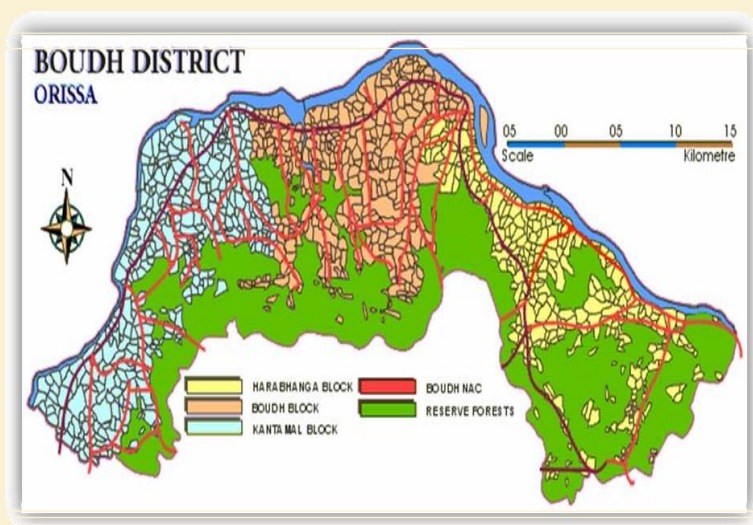 BOUDH DISTRICT
ORISSA
N
05 00 05 10 15
Scale Kilometre
HARABHANGA BLOCK
BOUDH BLOCK
KANTAMAL BLOCK
BOUDH NAC
RESERVE FORESTS